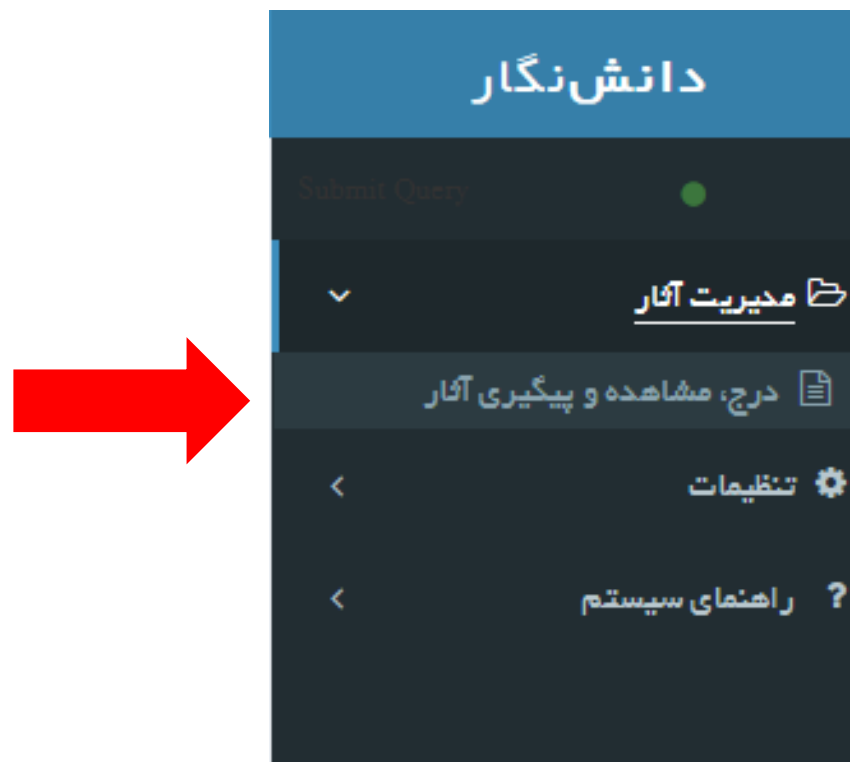 دانش‌نگار
Submit Query
مدیریت آثار
درج، مشاهده و پیگیری آثار
تنظیمات
? راهنمای سیستم